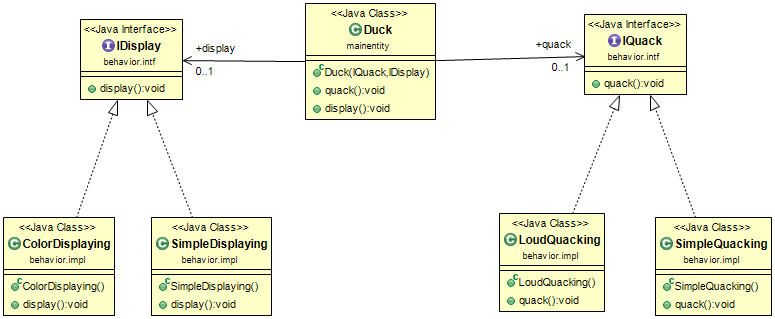 <<Java Interface>>
IDisplay
behavior.intf
display():void
+display
0..1
<<Java Class>>
Duck
mainentity
Duck(IQuack,IDisplay)
quack():void
display():void
+quack
0..1
<<Java Interface>>
IQuack
behavior.intf
quack():void
<<Java Class>>
ColorDisplaying
behavior.impl
ColorDisplaying()
display():void
<<Java Class>>
SimpleDisplaying
behavior.impl
SimpleDisplaying()
display():void
<<Java Class>>
LoudQuacking
behavior.impl
LoudQuacking()
quack():void
<<Java Class>>
SimpleQuacking
behavior.impl
SimpleQuacking()
quack():void